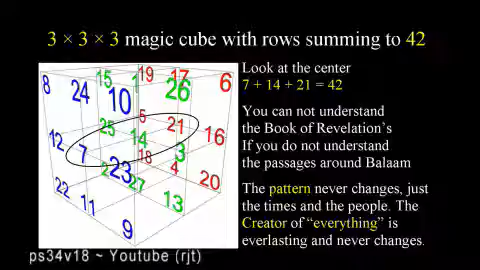 3 × 3 × 3 magic cube with rows summing to 42
8 24 10 15 1 19 17 26 6
12 7 23 25 14 5 21 18 3 16
22 11 9 2 27 4 13 20
Look at the center
7 + 14 + 21 = 42
You can not understand
the Book of Revelation's
If you do not understand
the passages around Balaam
The pattern never changes, just
the times and the people. The
Creator of “everything” is
everlasting and never changes.
ps34v18 ~ Youtube (rjt)